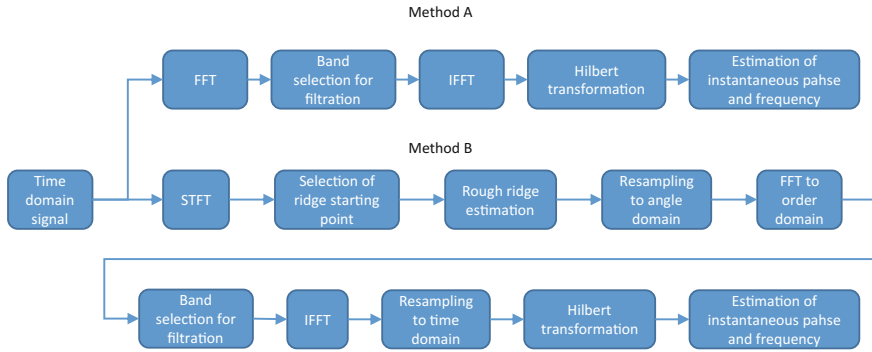 Method A
FFT
Band
selection for
filtration
IFFT
Hilbert
transformation
Estimation of
instantaneous pahse
and frequency
Method B
Time
domain
signal
STFT
Selection of
ridge starting
point
Rough ridge
estimation
Resampling
to angle
domain
FFT to
order
domain
Band
selection for
filtration
IFFT
Resampling
to time
domain
Hilbert
transformation
Estimation of
instantaneous pahse
and frequency